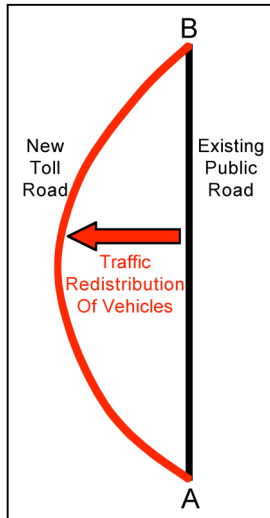 B
New
Toll
Road
Existing
Public
Road
Traffic
Redistribution
Of Vehicles
A